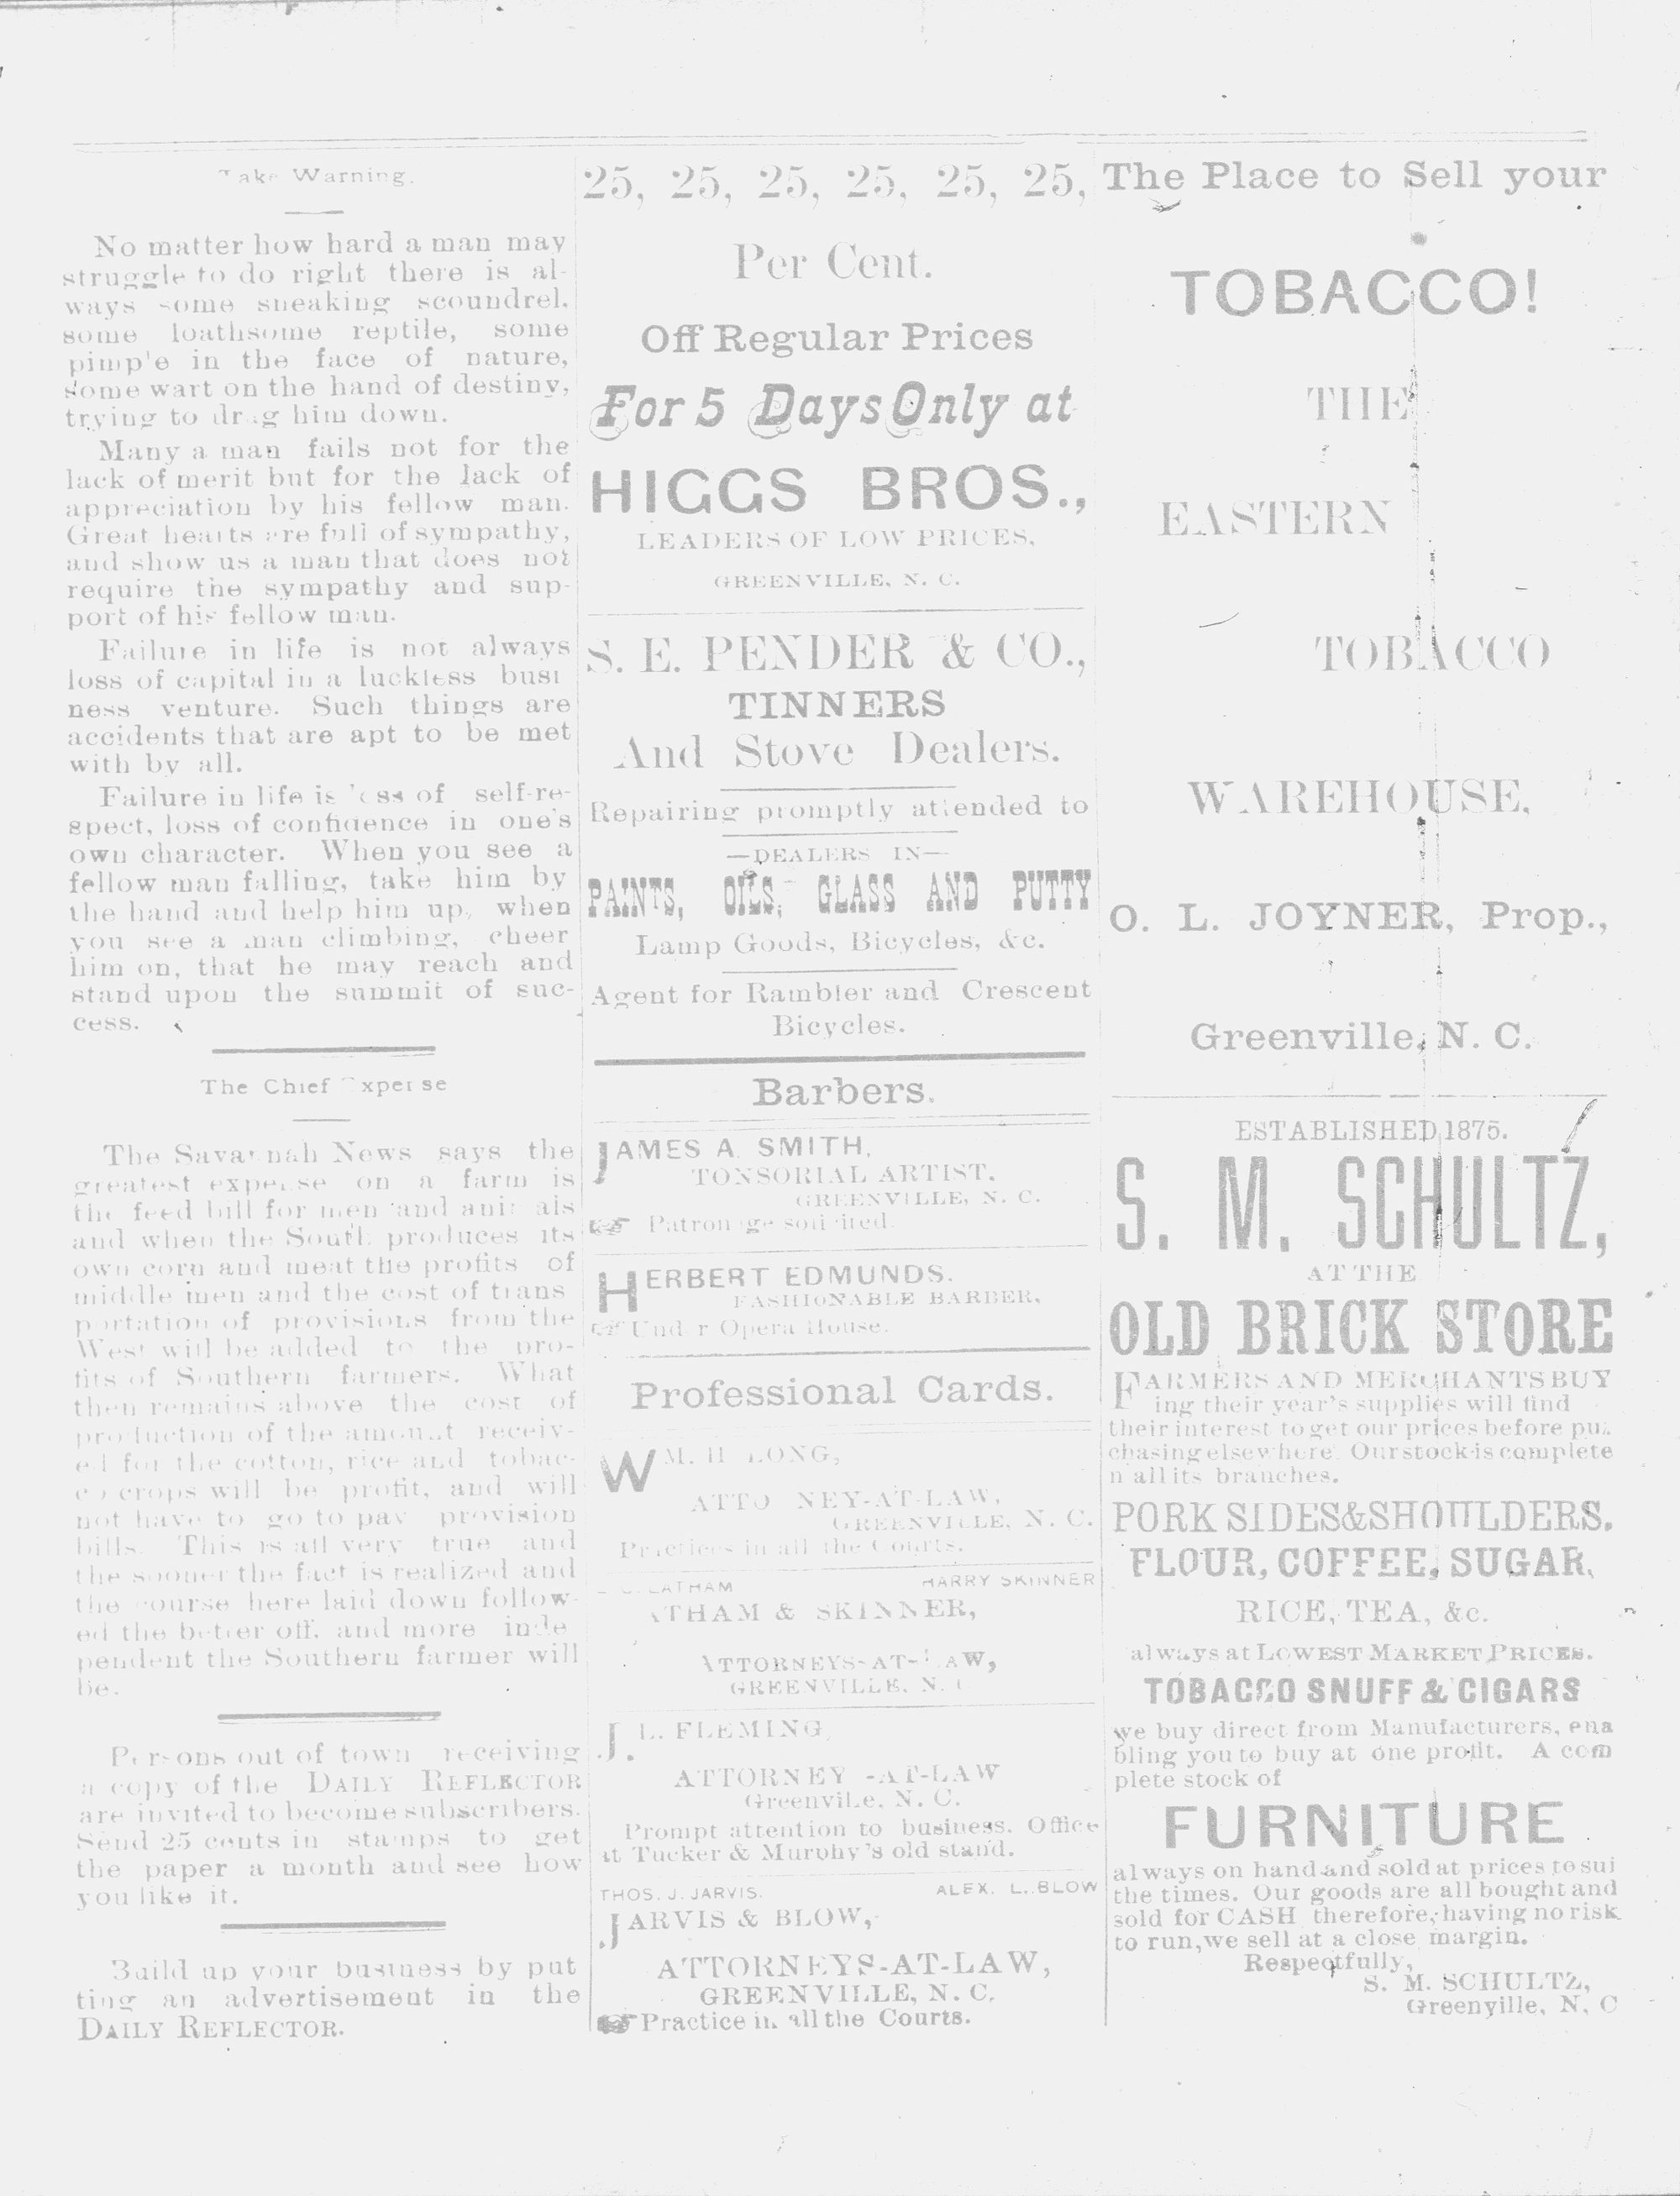 Take Warning.
No matter how hard a man may
struggle to do right there is al-
ways some sneaking scoundrel,
some loathsome reptile, some
pimp'e in the face of nature,
some wart on the hand of destiny,
trying to drag him down.
Many a man fails not for the
lack of merit but for the lack of
appreciation by his fellow man.
Great hearts are full of sympathy,
and show us a man that does not
require the sympathy and sup-
port of his fellow man.
Failure in life is not always
loss of capital in a luckless busi
ness venture. Such things are
accidents that are apt to be met
with by all.
Failure in life is loss of self-re-
spect, loss of confidence in one's
own character. When you see a
fellow man falling, take him by
the hand and help him up, when
you see a man climbing, cheer
him on, that he may reach and
stand upon the summit of suc-
cess.
The Chief Expense
The Savannah News says the
greatest expense on a farm is
the feed bill for men and animals
and when the South produces its
own corn and meat the profits of
middle men and the cost of trans
portation of provisions from the
West will be added to the pro-
fits of Southern farmers. What
then remains above the cost of
production of the amount receiv-
ed for the cotton, rice and tobac-
co crops will be profit, and will
not have to go to pay provision
bills. This is all very true and
the sooner the fact is realized and
the course here laid down follow-
ed the better off, and more inde
pendent the Southern farmer will
be.
Persons out of town receiving
a copy of the DAILY REFLECTOR
are invited to become subscribers.
Send 25 cents in stamps to get
the paper a month and see how
you like it.
Build up your business by put
ting an advertisement in the
DAILY REFLECTOR.
25, 25, 25, 25, 25, 25,
Per Cent.
Off Regular Prices
For 5 Days Only at
HIGGS BROS.,
LEADERS OF LOW PRICES,
GREENVILLE, N. C.
S. E. PENDER & CO.,
TINNERS
And Stove Dealers.
Repairing promptly attended to
—DEALERS IN—
PAINTS, OILS, GLASS AND PUTTY
Lamp Goods, Bicycles, &c.
Agent for Rambler and Crescent
Bicycles.
Barbers.
JAMES A. SMITH,
TONSORIAL ARTIST,
GREENVILLE, N. C.
Patronage solicited.
HERBERT EDMUNDS.
FASHIONABLE BARBER,
Under Opera House.
Professional Cards.
WM. H LONG,
ATTORNEY-AT-LAW,
GREENVILLE, N. C.
Practices in all the Courts.
LATHAM HARRY SKINNER
LATHAM & SKINNER,
ATTORNEYS-AT-LAW,
GREENVILLE, N. C
J. L. FLEMING,
ATTORNEY -AT-LAW
Greenville, N. C.
Prompt attention to business. Office
at Tucker & Murphy's old stand.
THOS. J. JARVIS. ALEX. L. BLOW
JARVIS & BLOW,
ATTORNEYS-AT-LAW,
GREENVILLE, N. C.
Practice in all the Courts.
The Place to Sell your
TOBACCO!
THE
EASTERN
TOBACCO
WAREHOUSE,
O. L. JOYNER, Prop.,
Greenville, N. C.
ESTABLISHED 1875.
S. M. SCHULTZ,
AT THE
OLD BRICK STORE
FARMERS AND MERCHANTS BUY
ing their year's supplies will find
their interest to get our prices before pur
chasing elsewhere. Our stock is complete
n all its branches.
PORK SIDES&SHOULDERS.
FLOUR, COFFEE, SUGAR,
RICE, TEA, &c.
always at LOWEST MARKET PRICES.
TOBACCO SNUFF & CIGARS
we buy direct from Manufacturers, ena
bling you to buy at one profit. A com
plete stock of
FURNITURE
always on hand and sold at prices to sui
the times. Our goods are all bought and
sold for CASH therefore, having no risk
to run, we sell at a close margin.
Respectfully,
S. M. SCHULTZ,
Greenville, N. C